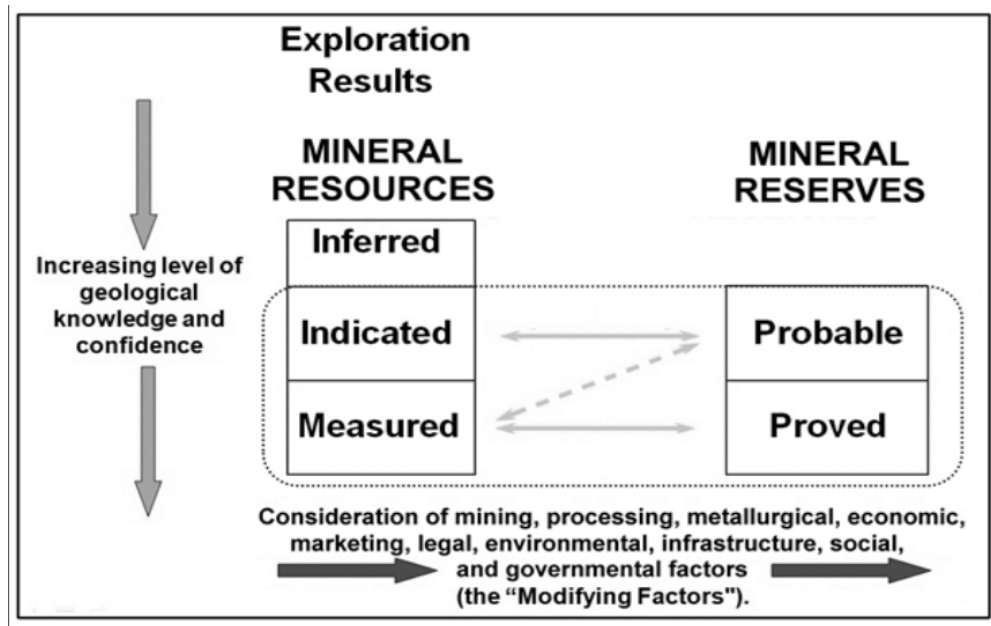 Exploration
Results
MINERAL
RESOURCES
MINERAL
RESERVES
Inferred
Increasing level of
geological
knowledge and
confidence
Indicated
Probable
Measured
Proved
Consideration of mining, processing, metallurgical, economic,
marketing, legal, environmental, infrastructure, social,
and governmental factors
(the “Modifying Factors").